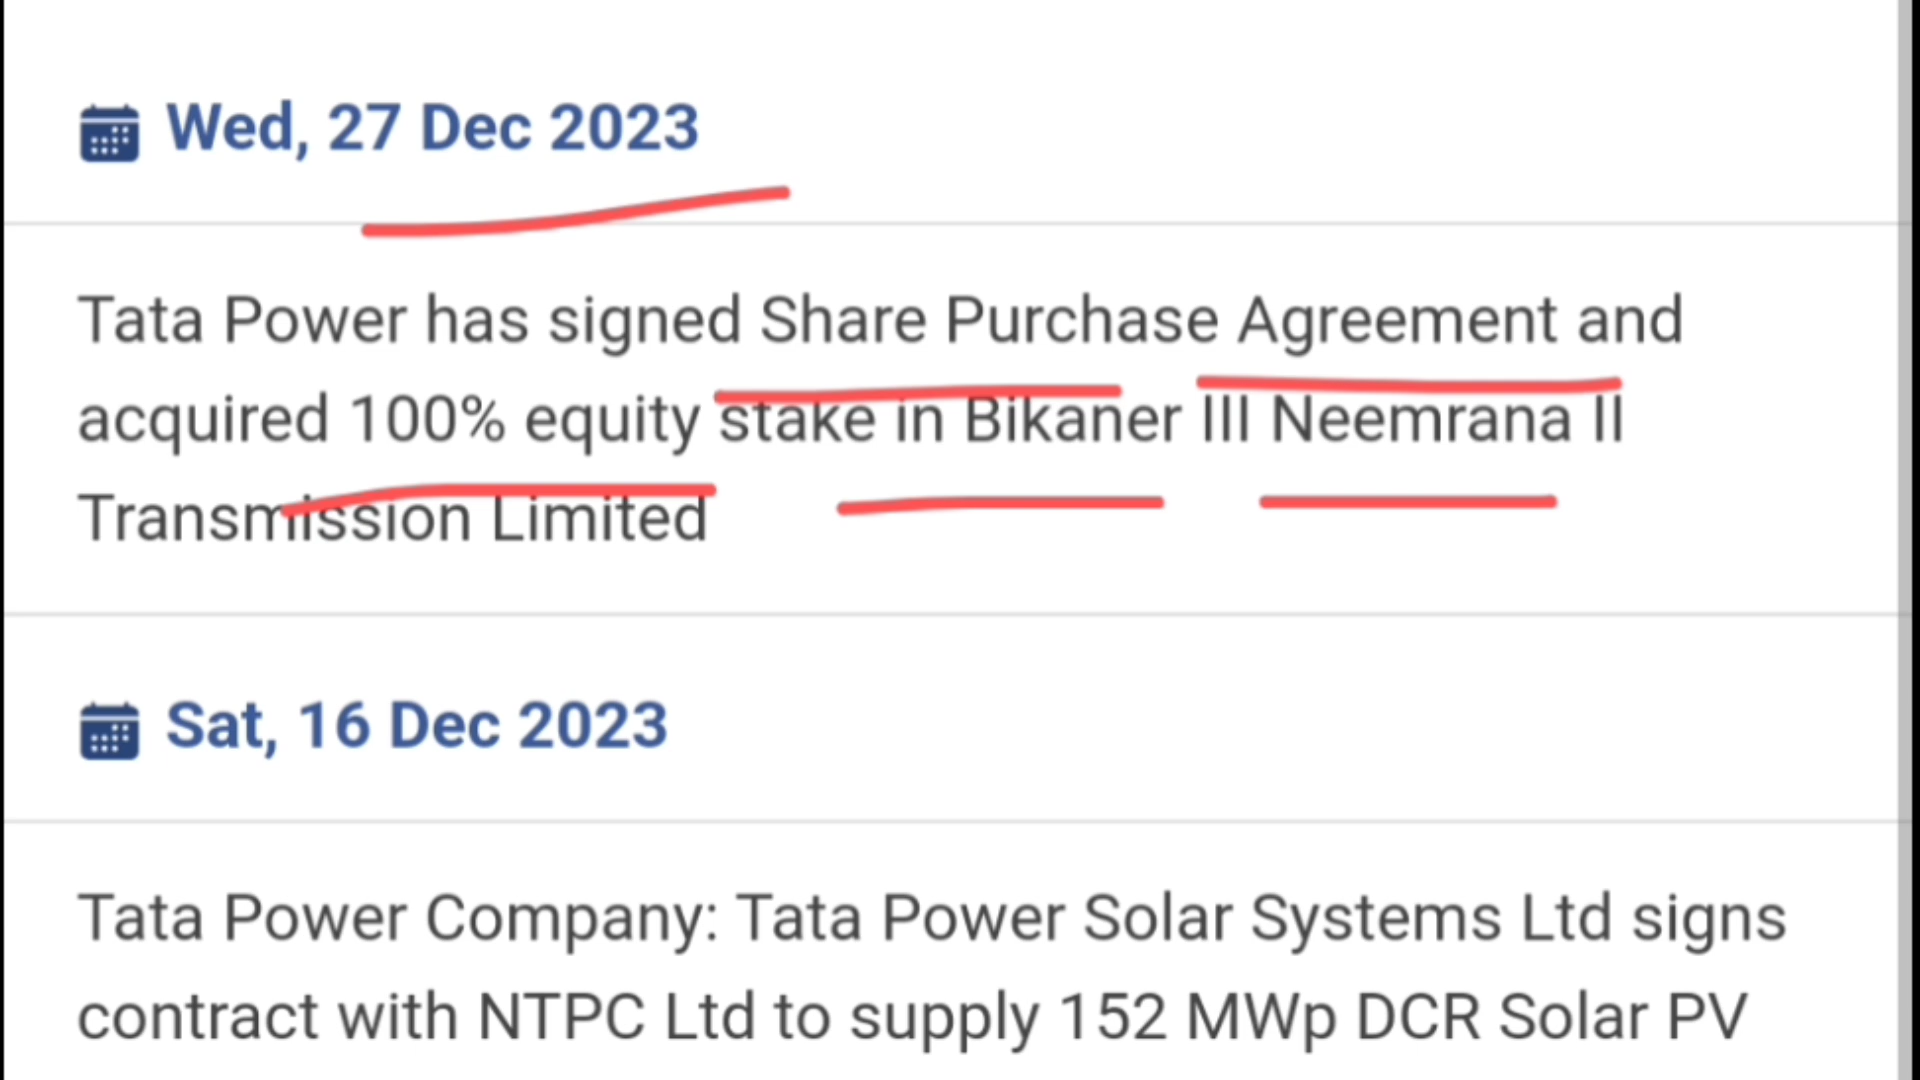 Wed, 27 Dec 2023
Tata Power has signed Share Purchase Agreement and
acquired 100% equity stake in Bikaner III Neemrana II
Transmission Limited
Sat, 16 Dec 2023
Tata Power Company: Tata Power Solar Systems Ltd signs
contract with NTPC Ltd to supply 152 MWp DCR Solar PV